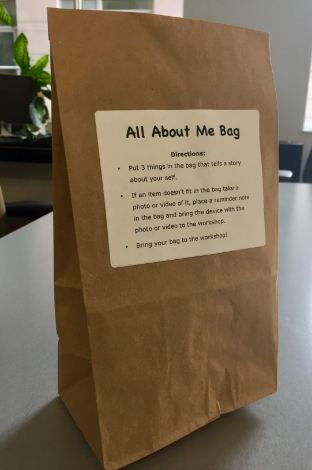 All About Me Bag
Directions:
• Put 3 things in the bag that tells a story
about your self.
• If an item doesn't fit in the bag take a
photo or video of it, place a reminder note
in the bag and bring the device with the
photo or video to the workshop.
• Bring your bag to the workshop!